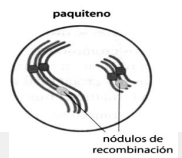 paquiteno
nódulos de
recombinación